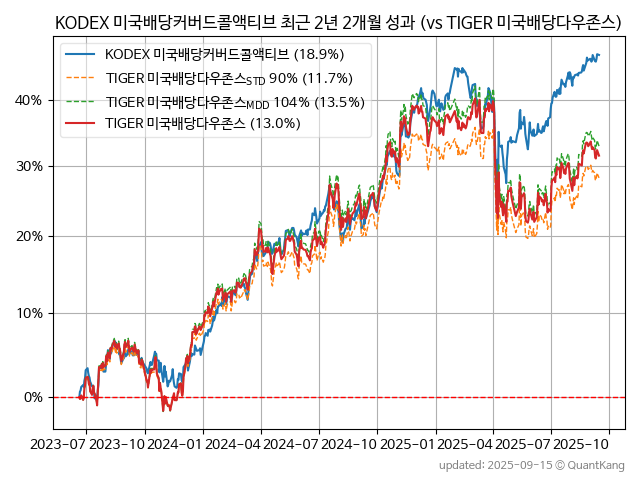 KODEX 미국배당커버드콜액티브 최근 2년 2개월 성과 (vs TIGER 미국배당다우존스)
KODEX 미국배당커버드콜액티브 (18.9%)
TIGER 미국배당다우존스STD 90% (11.7%)
TIGER 미국배당다우존스MDD 104% (13.5%)
TIGER 미국배당다우존스 (13.0%)
40%
30%
20%
10%
0%
2023-07 2023-10 2024-01 2024-04 2024-07 2024-10 2025-01 2025-04 2025-07 2025-10
updated: 2025-09-15 © QuantKang